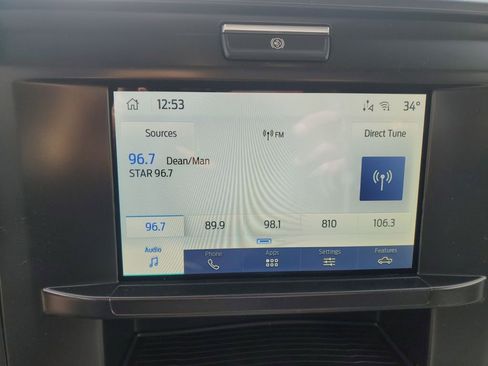 12:53 34°
Sources FM Direct Tune
96.7 Dean/Man
STAR 96.7
96.7 89.9 98.1 810 106.3
Audio Phone Apps Settings Features